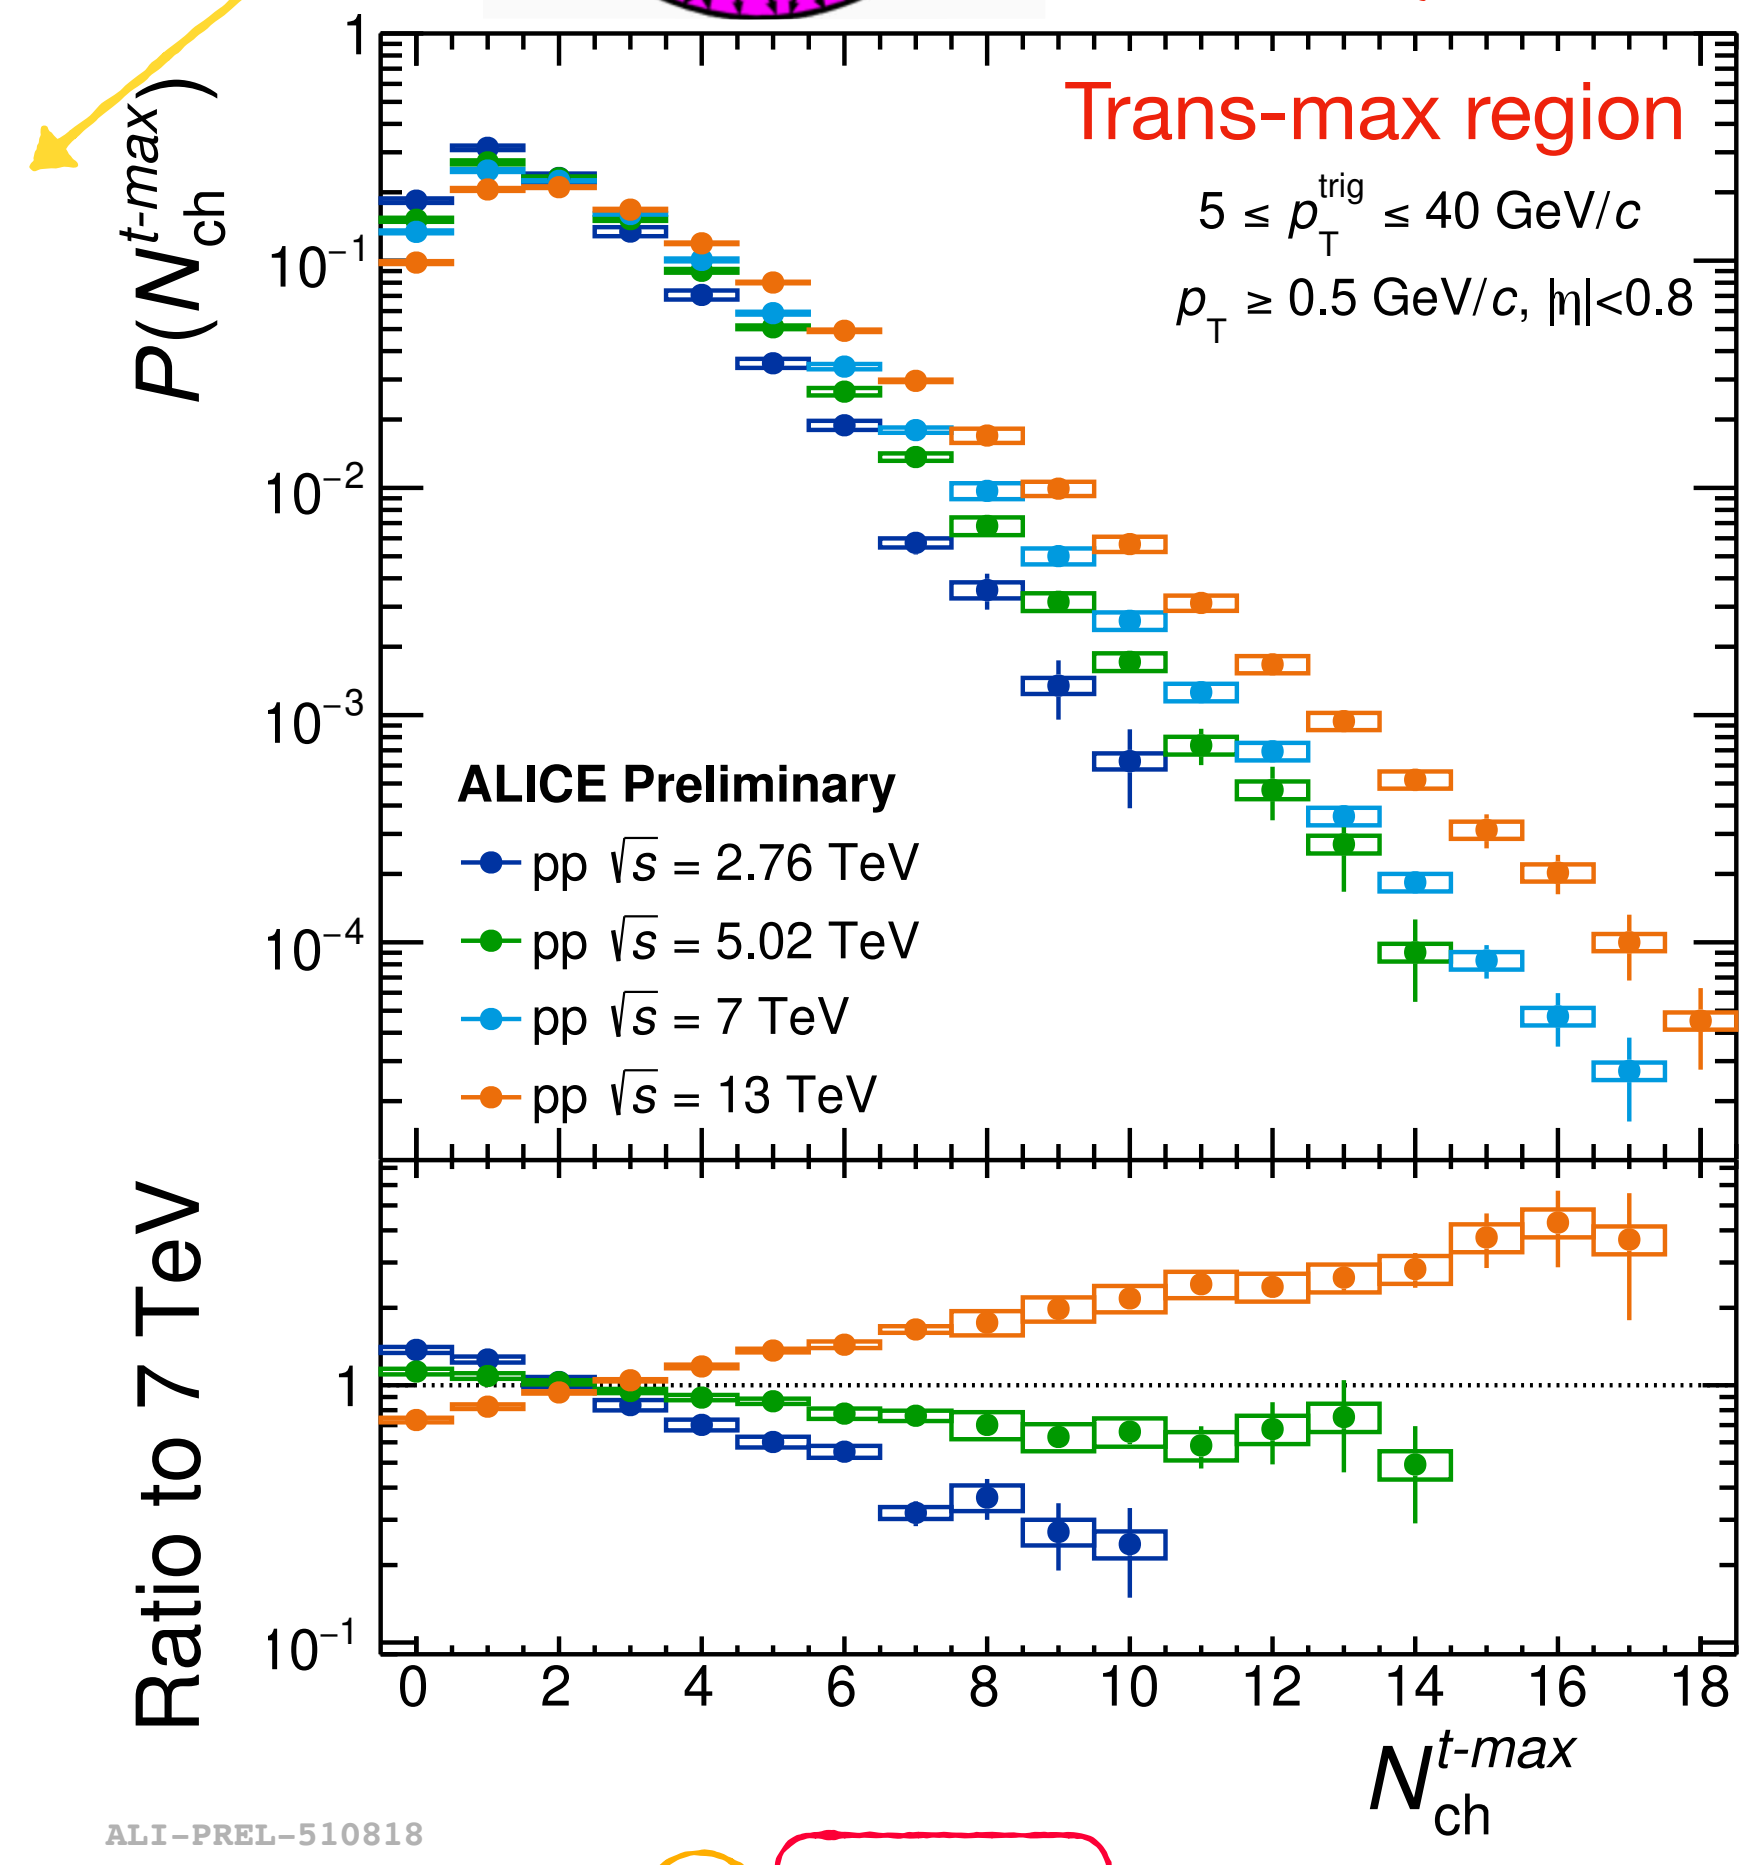 1
P(N_ch^t-max)
Trans-max region
5 ≤ p_T^trig ≤ 40 GeV/c
10⁻¹
p_T ≥ 0.5 GeV/c, |η|<0.8
10⁻²
10⁻³
ALICE Preliminary
pp √s = 2.76 TeV
10⁻⁴
pp √s = 5.02 TeV
pp √s = 7 TeV
pp √s = 13 TeV
Ratio to 7 TeV
1
10⁻¹
0 2 4 6 8 10 12 14 16 18
N_ch^t-max
ALI-PREL-510818